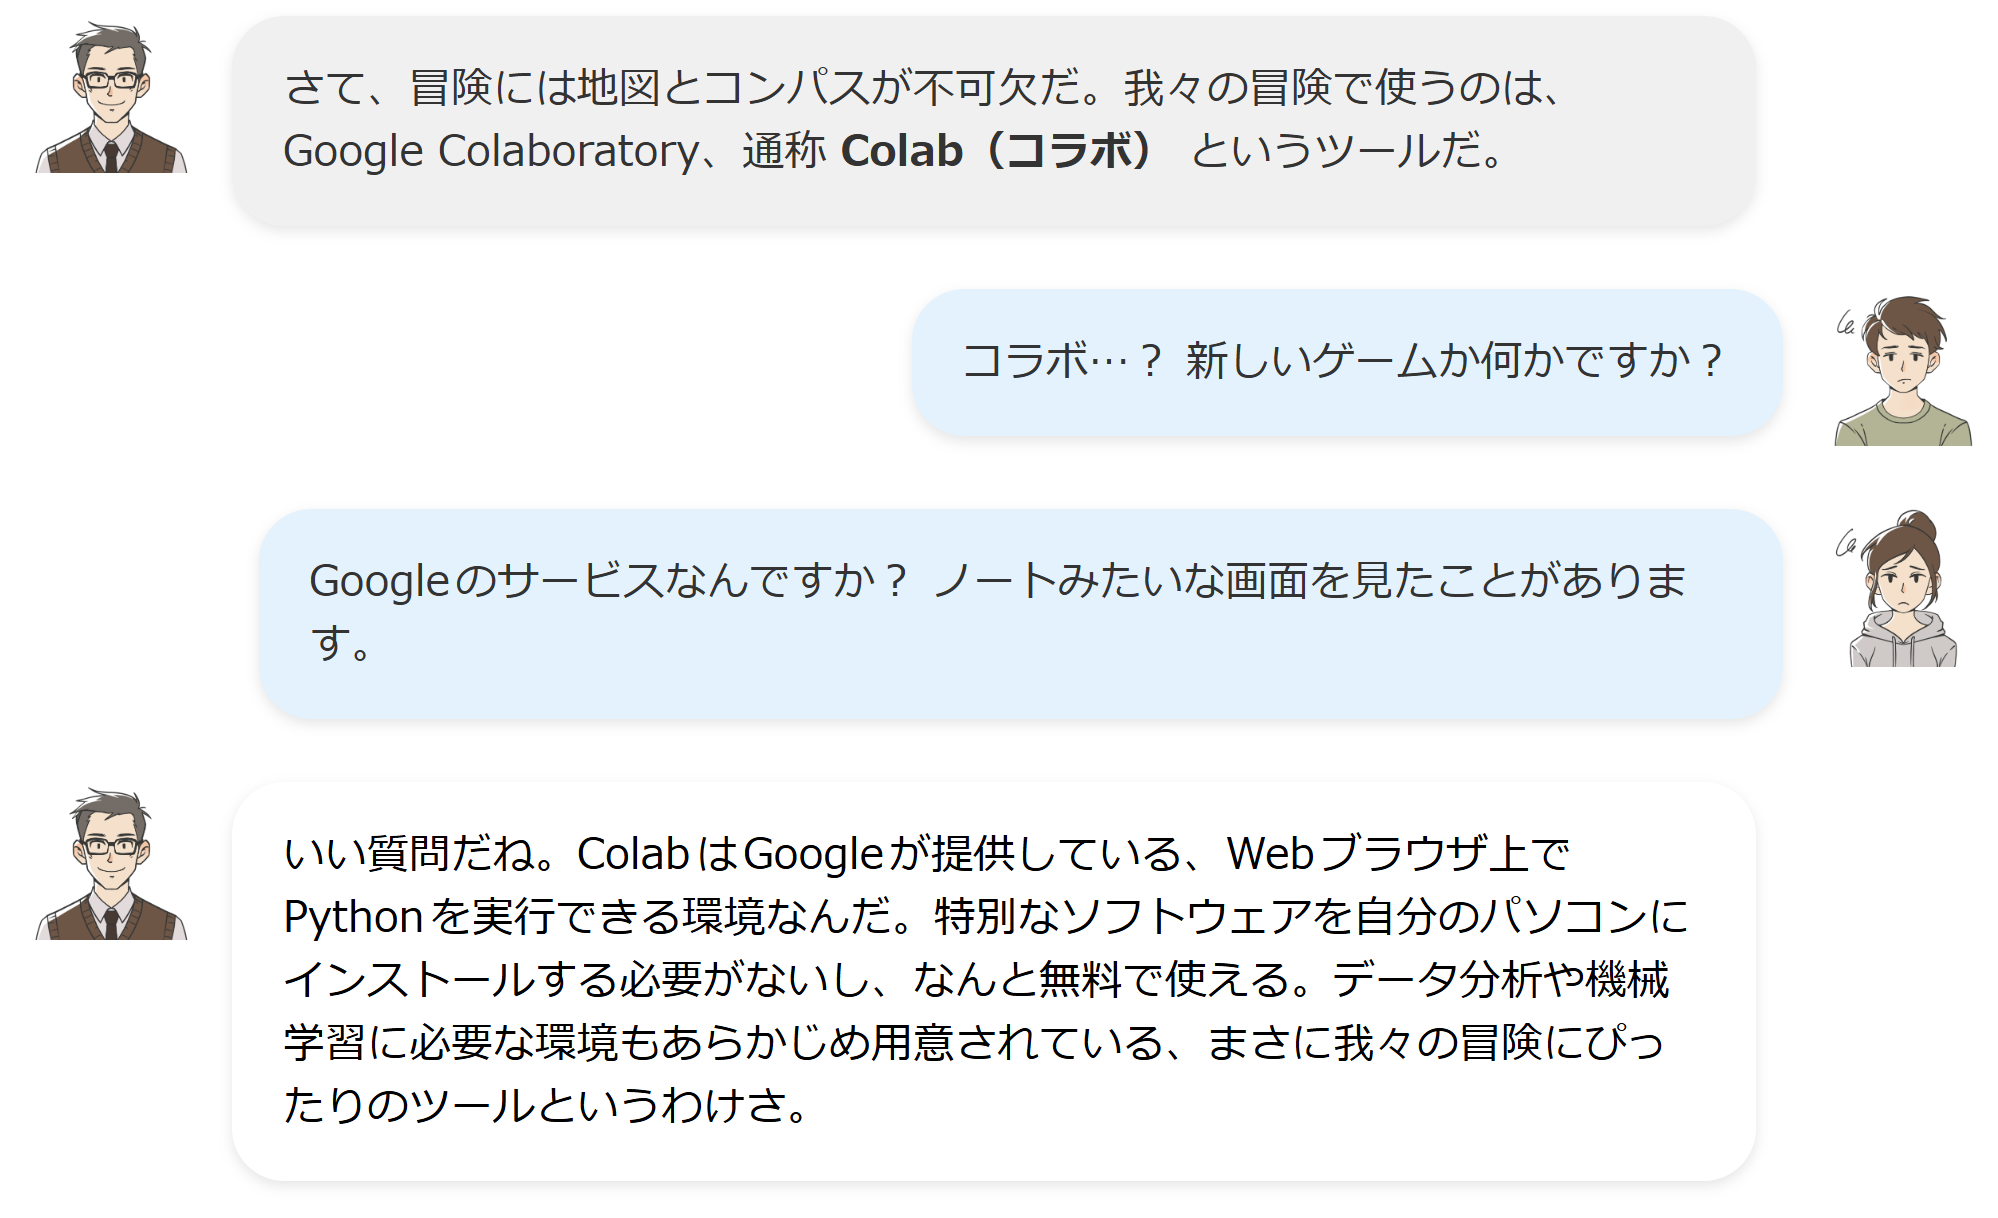 さて、冒険には地図とコンパスが不可欠だ。我々の冒険で使うのは、
Google Colaboratory、通称 Colab（コラボ） というツールだ。
コラボ…？ 新しいゲームか何かですか？
Googleのサービスなんですか？ ノートみたいな画面を見たことがありま
す。
いい質問だね。ColabはGoogleが提供している、Webブラウザ上で
Pythonを実行できる環境なんだ。特別なソフトウェアを自分のパソコンに
インストールする必要がないし、なんと無料で使える。データ分析や機械
学習に必要な環境もあらかじめ用意されている、まさに我々の冒険にぴっ
たりのツールというわけさ。